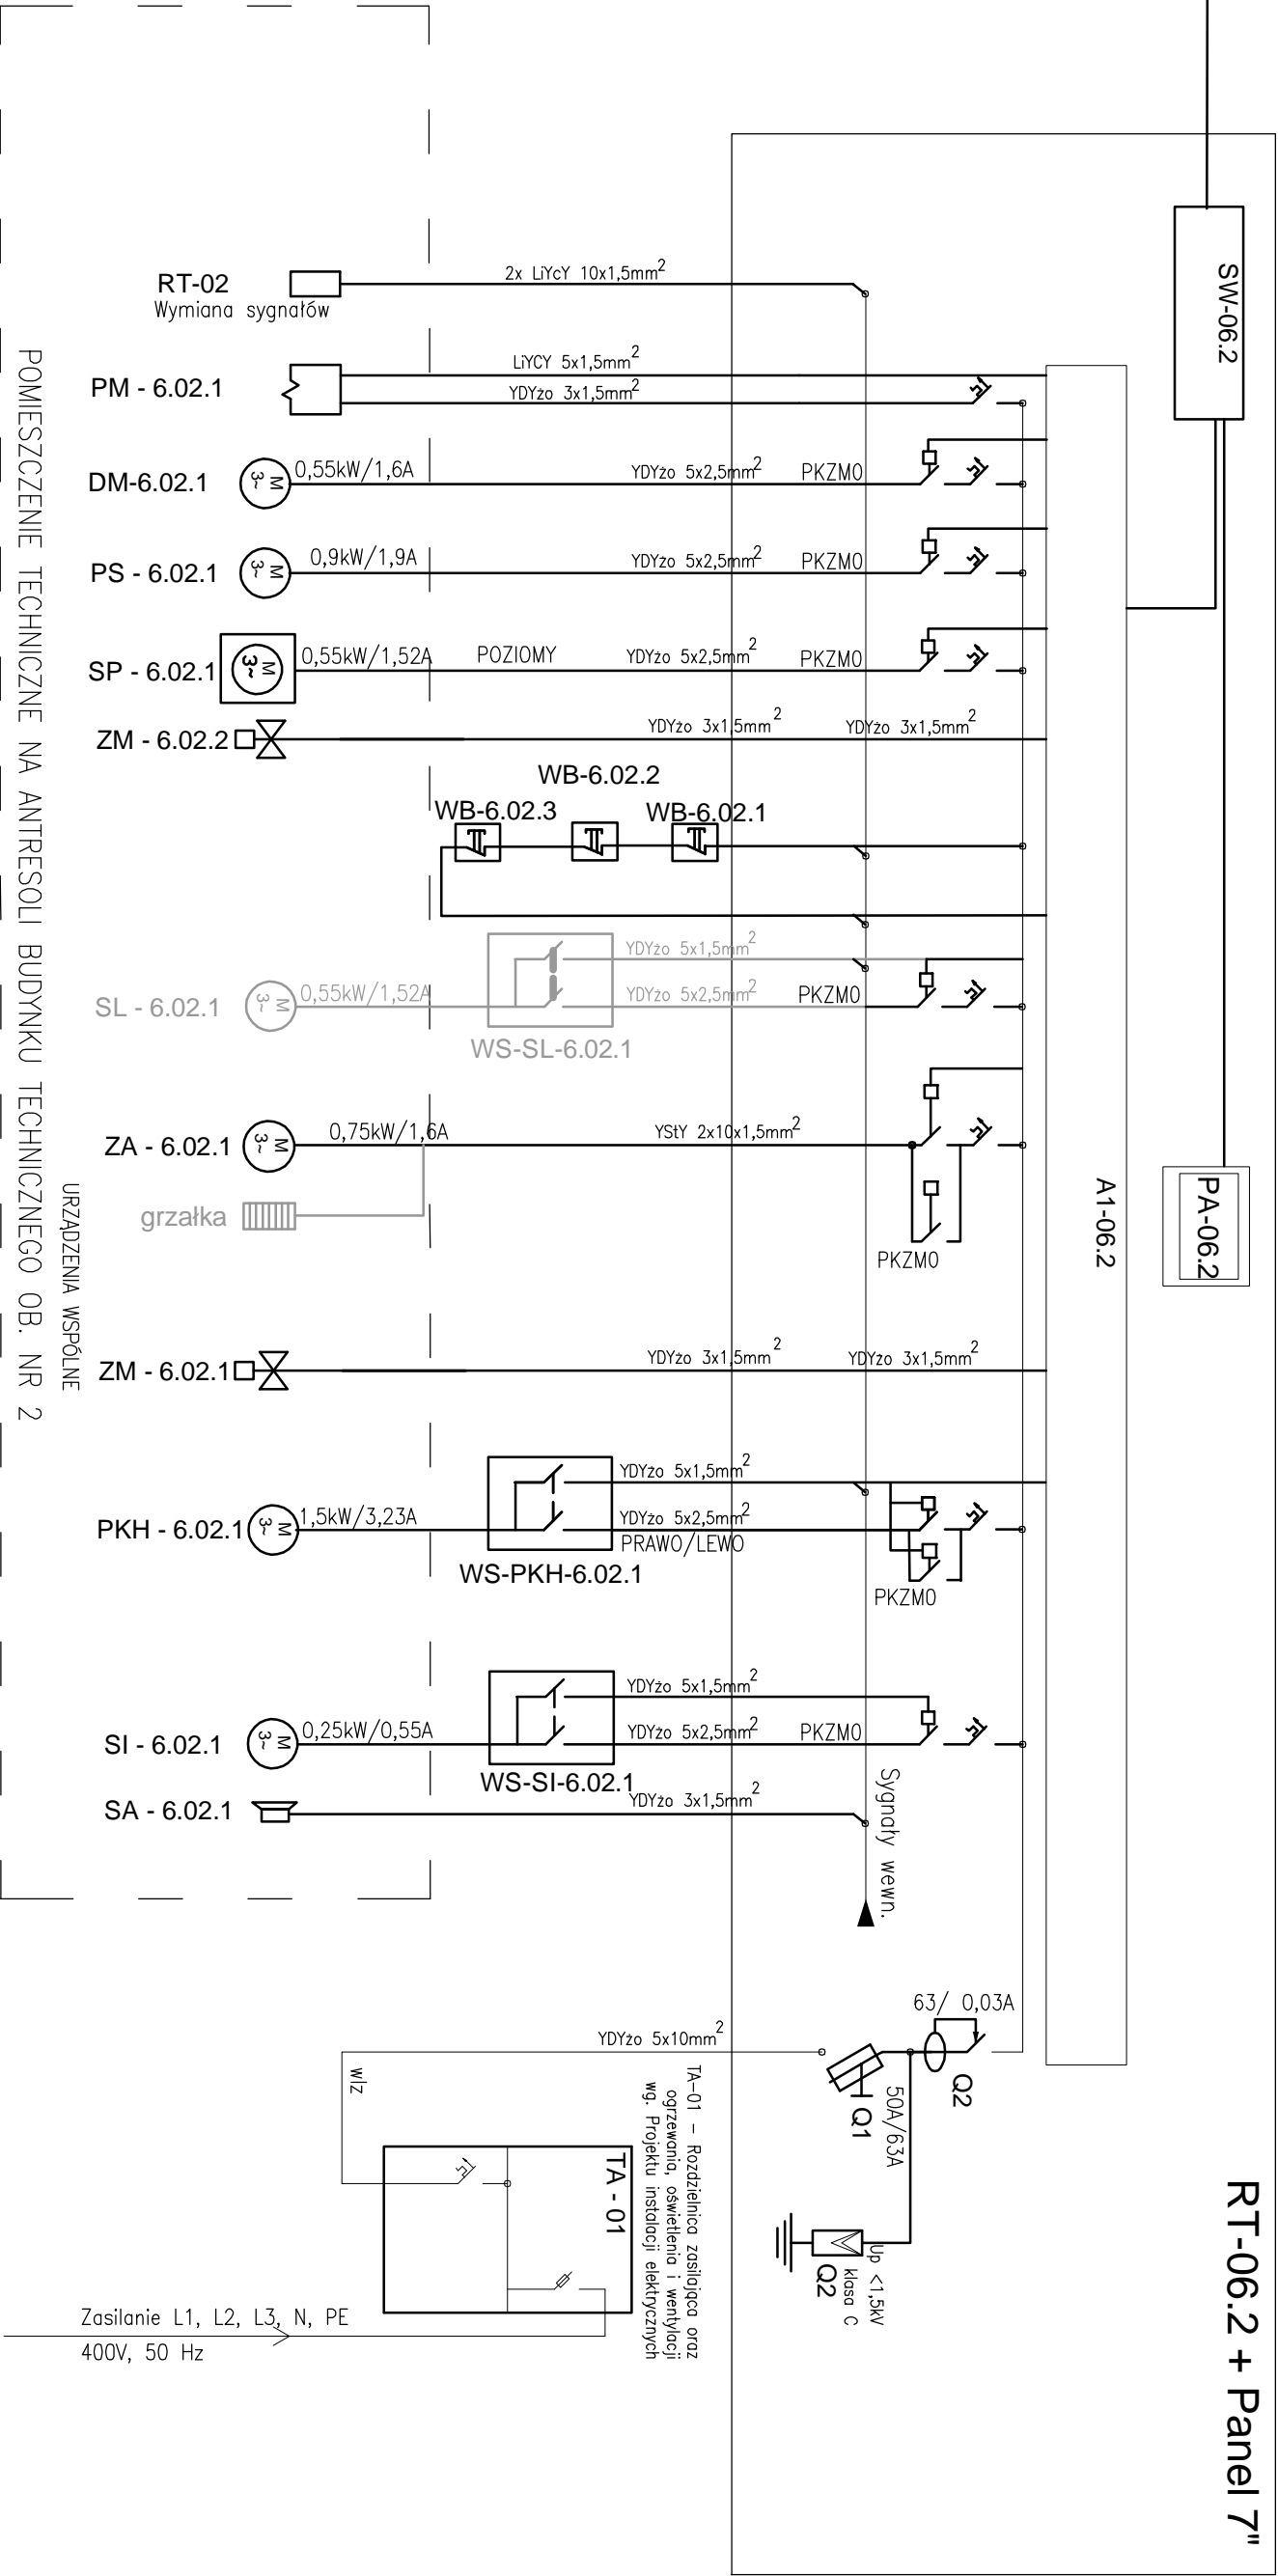 RT-06.2 + Panel 7"
SW-06.2
PA-06.2
A1-06.2
RT-02
Wymiana sygnałów
2x LiYcY 10x1,5mm2
PM - 6.02.1
LiYCY 5x1,5mm2
YDYżo 3x1,5mm2
DM-6.02.1
M
3~
0,55kW/1,6A
YDYżo 5x2,5mm2
PKZM0
PS - 6.02.1
M
3~
0,9kW/1,9A
YDYżo 5x2,5mm2
PKZM0
SP - 6.02.1
M
3~
0,55kW/1,52A
POZIOMY
YDYżo 5x2,5mm2
PKZM0
ZM - 6.02.2
YDYżo 3x1,5mm2
YDYżo 3x1,5mm2
WB-6.02.2
WB-6.02.3
WB-6.02.1
SL - 6.02.1
M
3~
0,55kW/1,52A
YDYżo 5x1,5mm2
YDYżo 5x2,5mm2
PKZM0
WS-SL-6.02.1
ZA - 6.02.1
M
3~
0,75kW/1,6A
YStY 2x10x1,5mm2
grzałka
PKZM0
ZM - 6.02.1
YDYżo 3x1,5mm2
YDYżo 3x1,5mm2
PKH - 6.02.1
M
3~
1,5kW/3,23A
YDYżo 5x1,5mm2
YDYżo 5x2,5mm2
PRAWO/LEWO
WS-PKH-6.02.1
PKZM0
SI - 6.02.1
M
3~
0,25kW/0,55A
YDYżo 5x1,5mm2
YDYżo 5x2,5mm2
PKZM0
WS-SI-6.02.1
SA - 6.02.1
YDYżo 3x1,5mm2
Sygnały wewn.
URZĄDZENIA WSPÓLNE
POMIESZCZENIE TECHNICZNE NA ANTRESOLI BUDYNKU TECHNICZNEGO OB. NR 2
63/ 0,03A
Q2
YDYżo 5x10mm2
50A/63A
Q1
wlz
TA-01 - Rozdzielnica zasilająca oraz
ogrzewania, oświetlenia i wentylacji
wg. Projektu instalacji elektrycznych
TA - 01
Up <1,5kV
klasa C
Q2
Zasilanie L1, L2, L3, N, PE
400V, 50 Hz